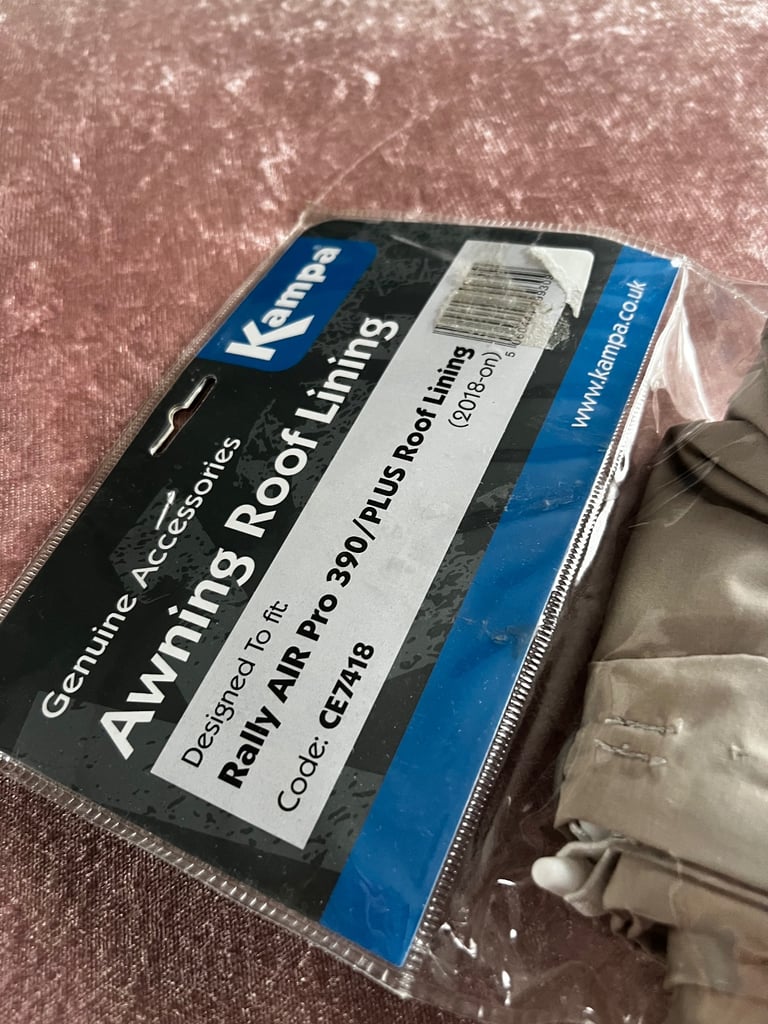 Kampa®
Genuine Accessories
Awning Roof Lining
Designed To fit:
Rally AIR Pro 390/PLUS Roof Lining
(2018-on)
Code: CE7418
www.kampa.co.uk